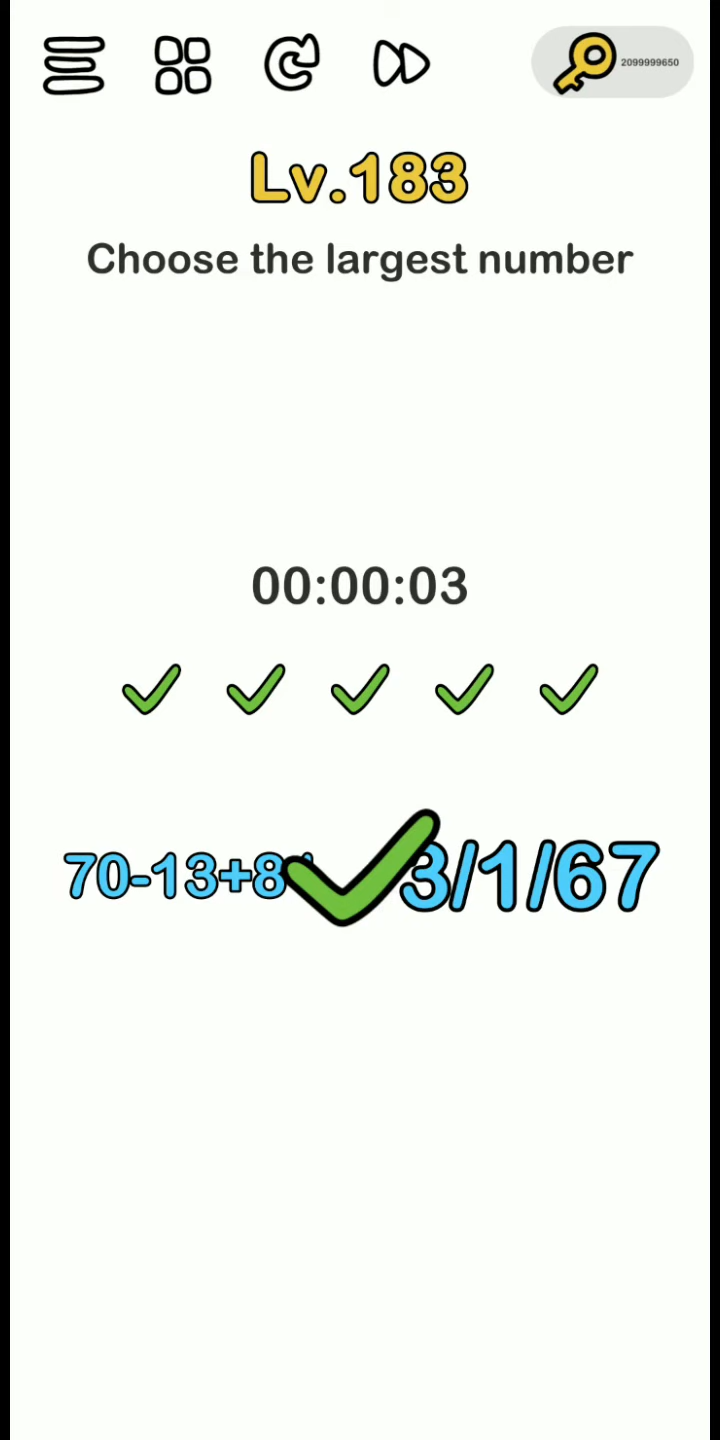 2099999650
Lv.183
Choose the largest number
00:00:03
70-13+8
3/1/67